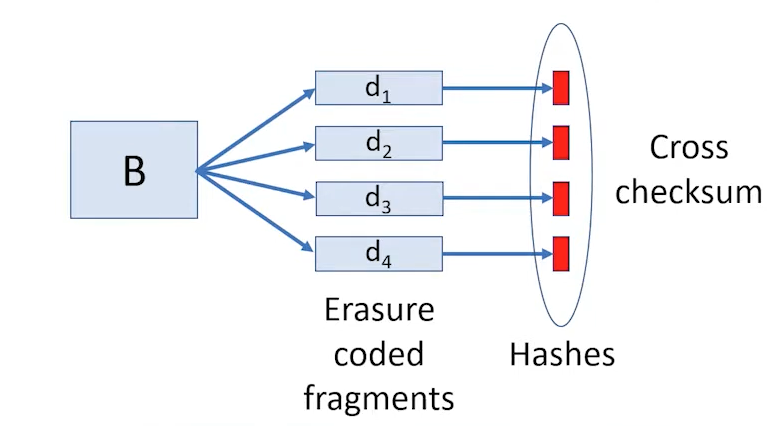 B
d₁
d₂
d₃
d₄
Cross
checksum
Erasure
coded
fragments
Hashes